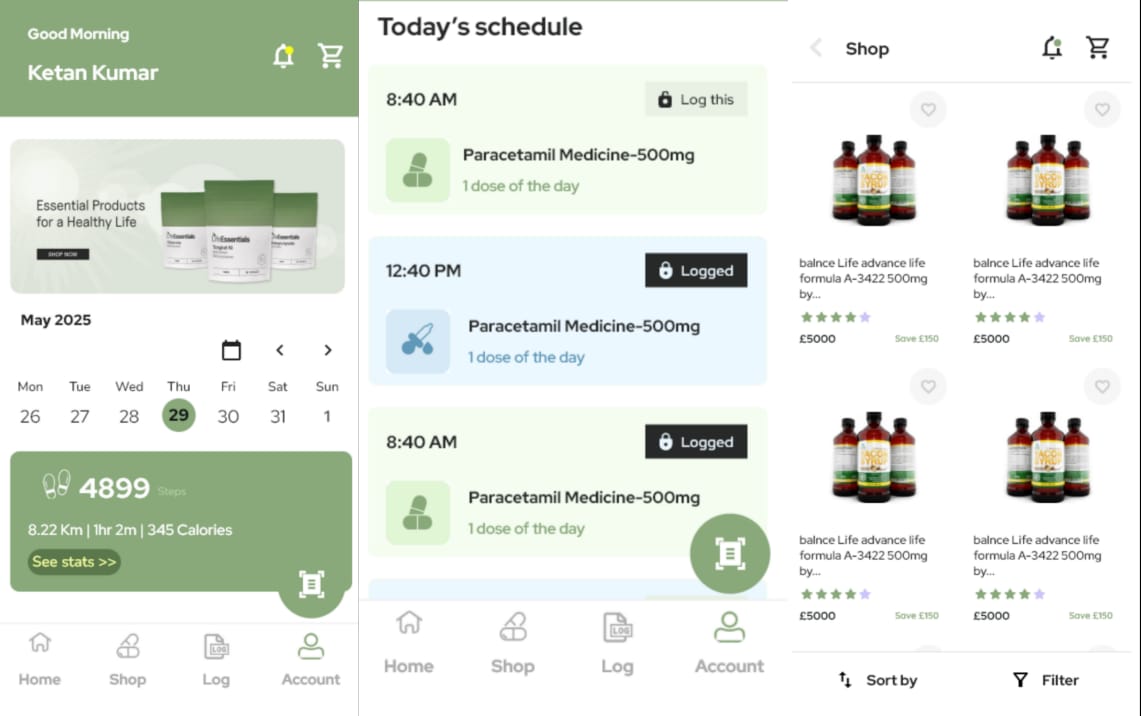 Good Morning
Ketan Kumar
Essential Products
for a Healthy Life
SHOP NOW
May 2025
Mon Tue Wed Thu Fri Sat Sun
26 27 28 29 30 31 1
4899 Steps
8.22 Km | 1hr 2m | 345 Calories
See stats >>
Home Shop Log Account
Today's schedule
8:40 AM Log this
Paracetamil Medicine-500mg
1 dose of the day
12:40 PM Logged
Paracetamil Medicine-500mg
1 dose of the day
8:40 AM Logged
Paracetamil Medicine-500mg
1 dose of the day
LOG
Home Shop Log Account
Shop
balnce Life advance life balnce Life advance life
formula A-3422 500mg formula A-3422 500mg
by... by...
£5000 Save £150 £5000 Save £150
balnce Life advance life balnce Life advance life
formula A-3422 500mg formula A-3422 500mg
by... by...
£5000 Save £150 £5000 Save £150
Sort by Filter